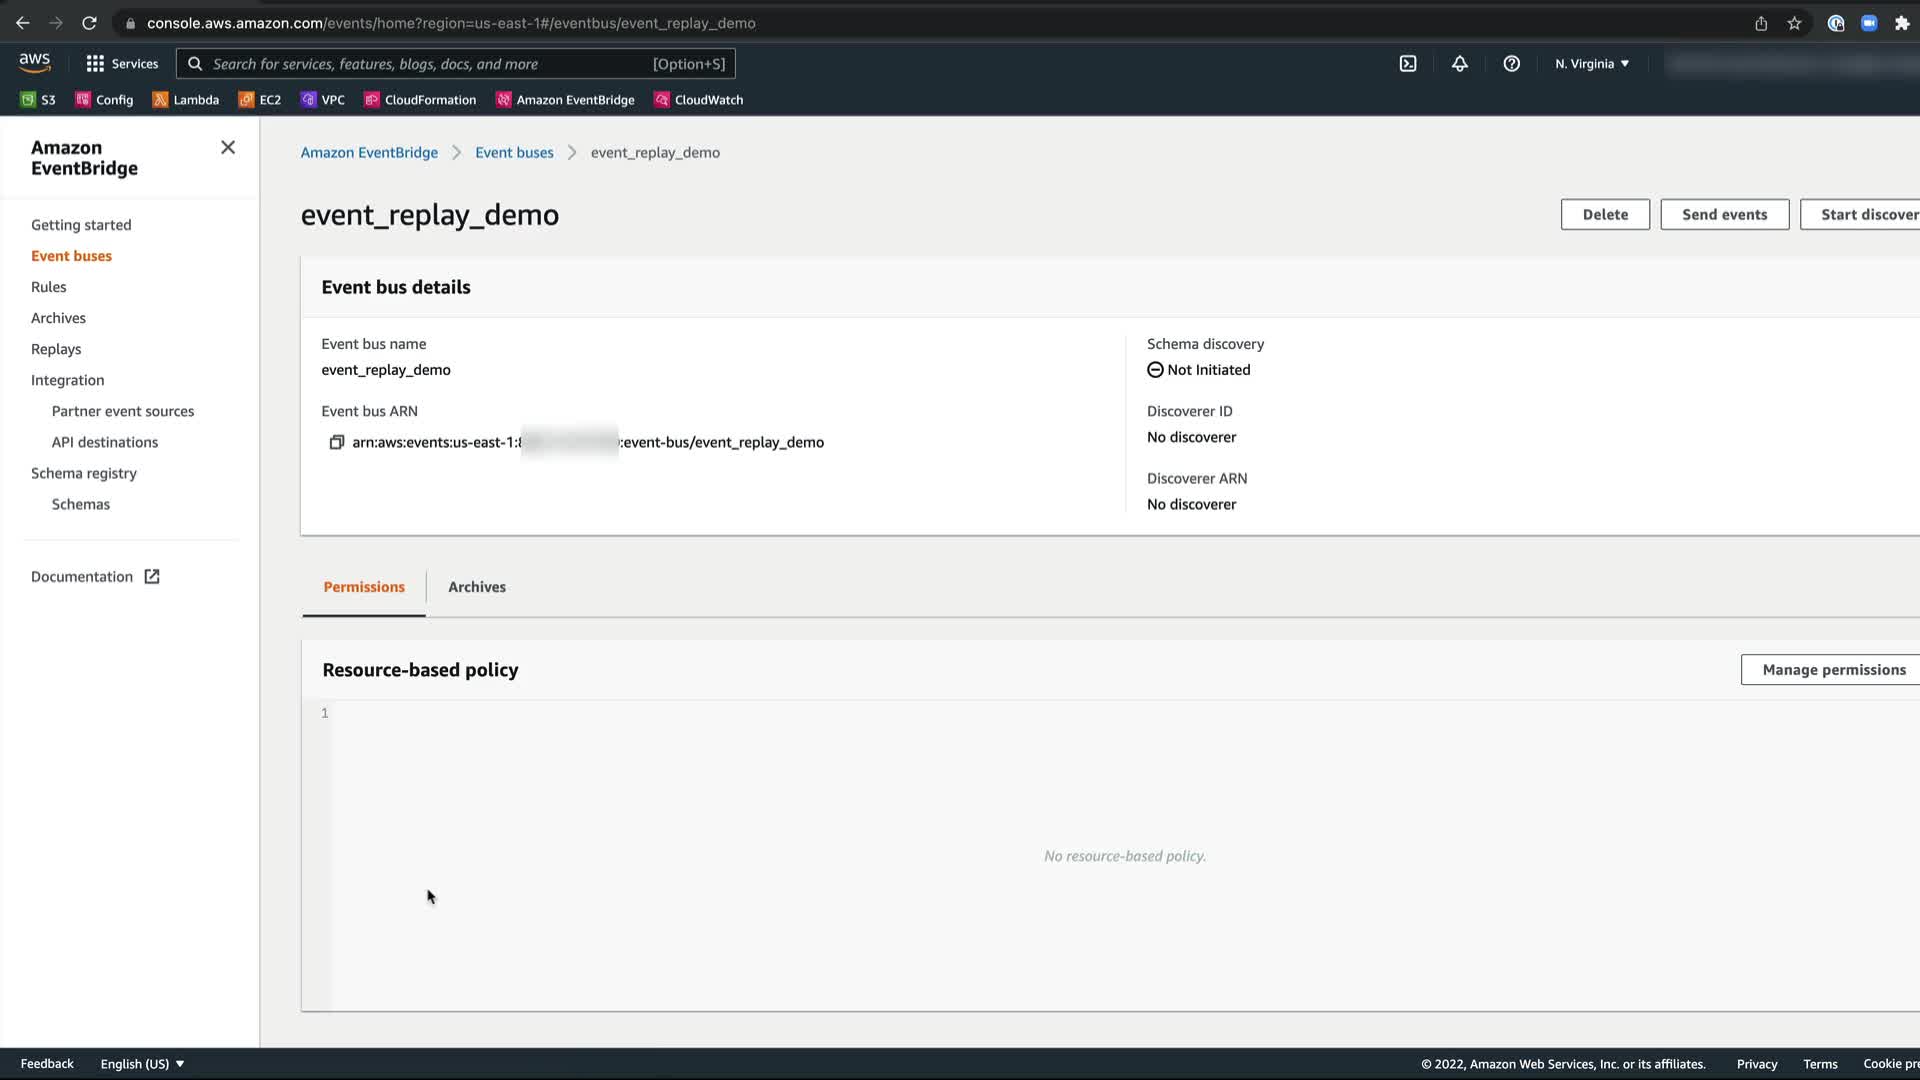 console.aws.amazon.com/events/home?region=us-east-1#/eventbus/event_replay_demo
aws
Services
Search for services, features, blogs, docs, and more
[Option+S]
N. Virginia
S3
Config
Lambda
EC2
VPC
CloudFormation
Amazon EventBridge
CloudWatch
Amazon
EventBridge
Getting started
Event buses
Rules
Archives
Replays
Integration
Partner event sources
API destinations
Schema registry
Schemas
Documentation
Amazon EventBridge
Event buses
event_replay_demo
event_replay_demo
Delete
Send events
Start discover
Event bus details
Event bus name
event_replay_demo
Event bus ARN
arn:aws:events:us-east-1:
:event-bus/event_replay_demo
Schema discovery
Not Initiated
Discoverer ID
No discoverer
Discoverer ARN
No discoverer
Permissions
Archives
Resource-based policy
Manage permissions
1
No resource-based policy.
Feedback
English (US)
© 2022, Amazon Web Services, Inc. or its affiliates.
Privacy
Terms
Cookie pre